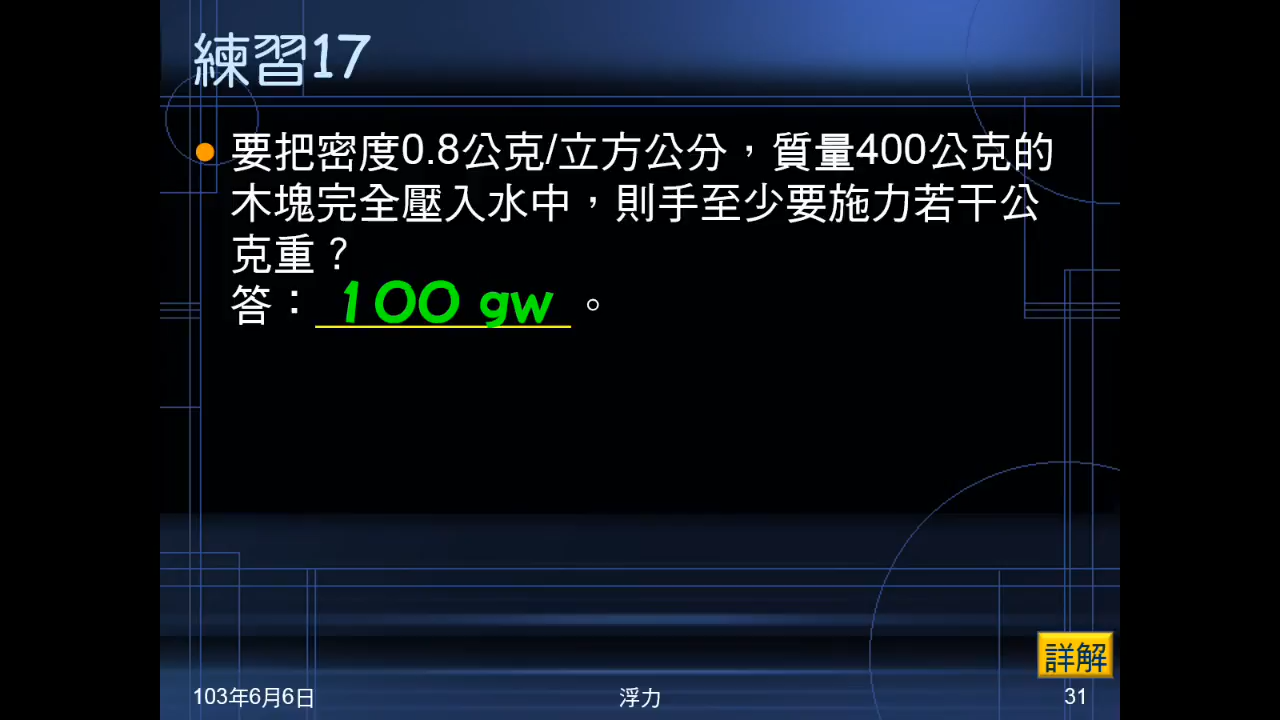 練習17
要把密度0.8公克/立方公分，質量400公克的
木塊完全壓入水中，則手至少要施力若干公
克重？
答：100 gw。
詳解
103年6月6日
浮力
31